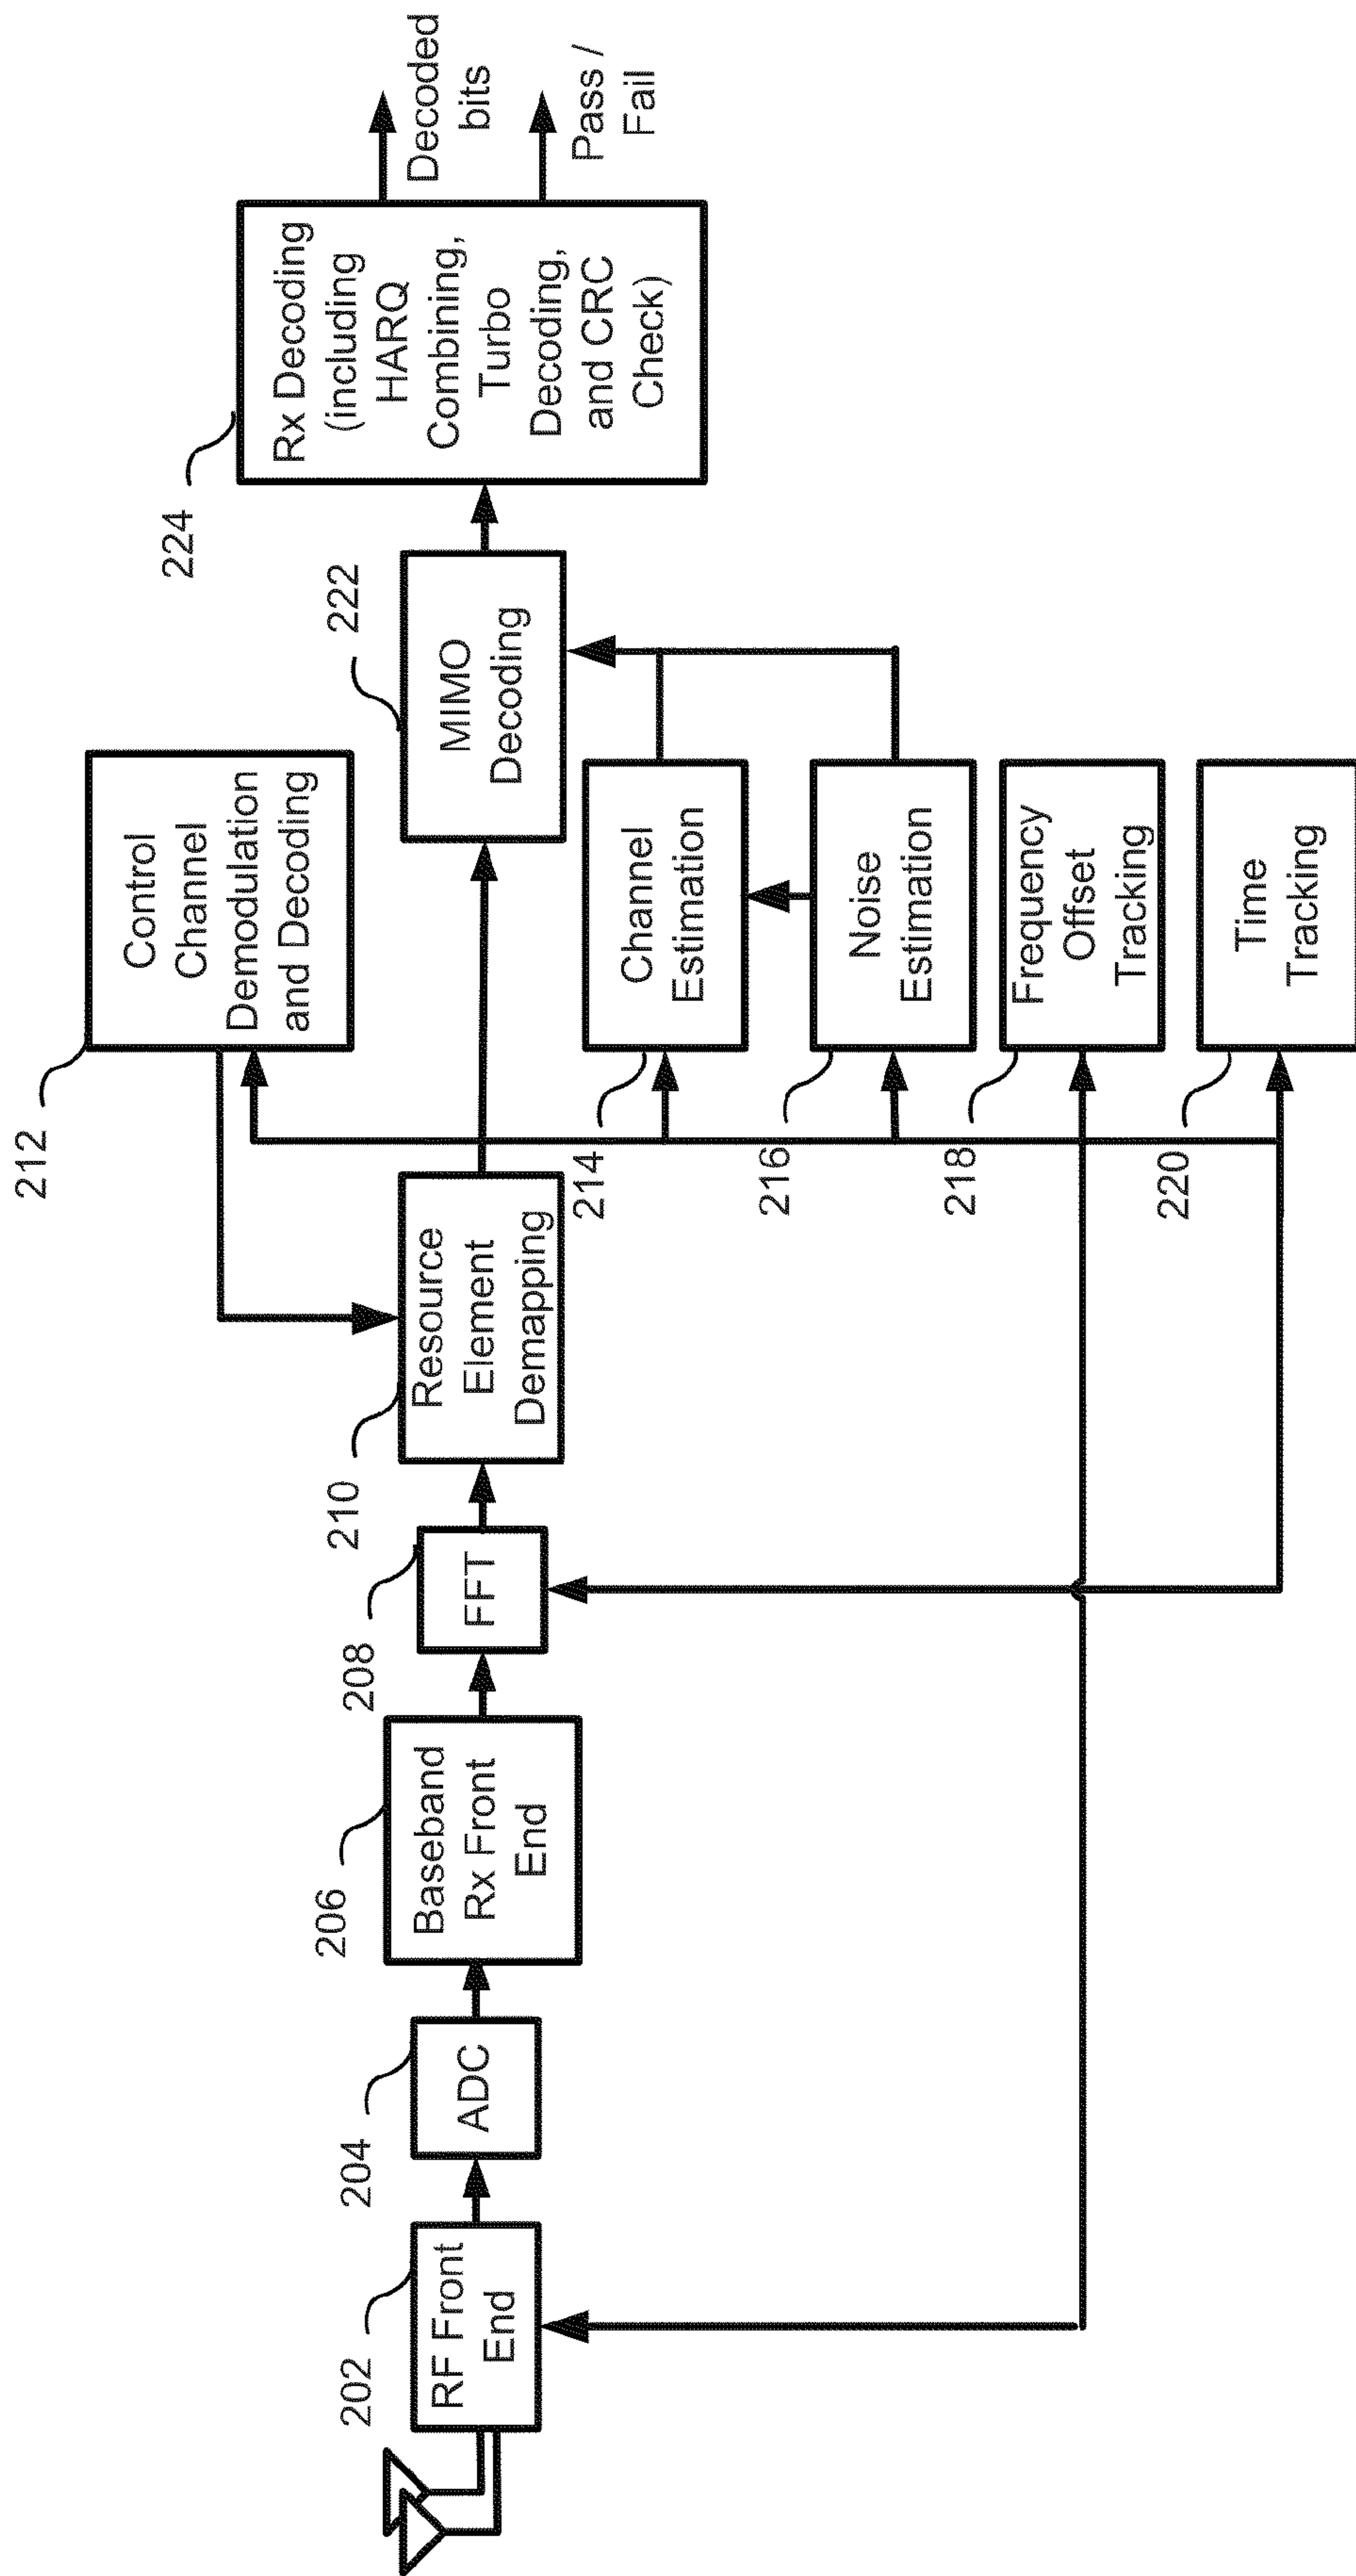 202
RF Front
End
204
ADC
206
Baseband
Rx Front
End
208
FFT
210
Resource
Element
Demapping
212
Control
Channel
Demodulation
and Decoding
214
Channel
Estimation
216
Noise
Estimation
218
Frequency
Offset
Tracking
220
Time
Tracking
222
MIMO
Decoding
224
Rx Decoding
(including
HARQ
Combining,
Turbo
Decoding,
and CRC
Check)
Decoded
bits
Pass /
Fail